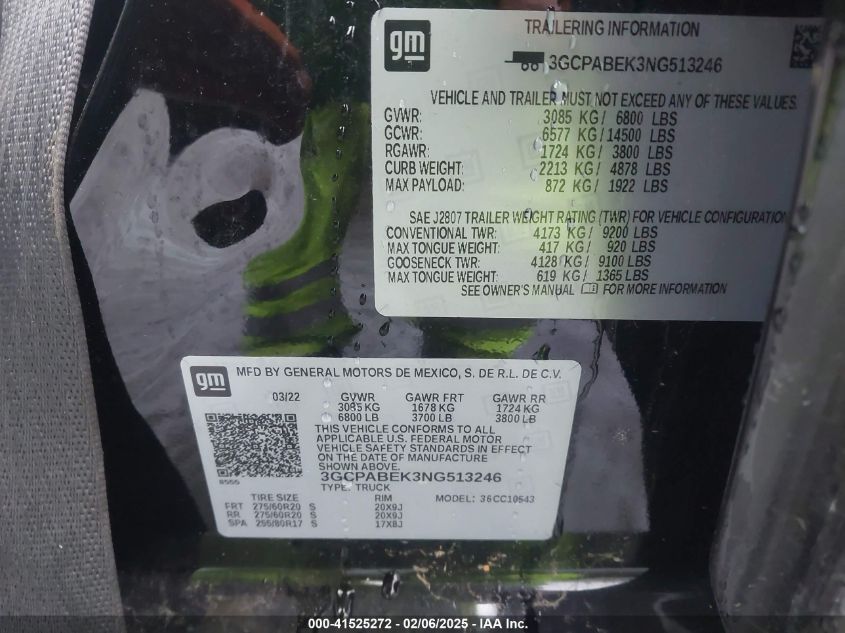 gm
TRAILERING INFORMATION
3GCPABEK3NG513246
VEHICLE AND TRAILER MUST NOT EXCEED ANY OF THESE VALUES
GVWR: 3085 KG/ 6800 LBS
GCWR: 6577 KG/14500 LBS
RGAWR: 1724 KG/ 3800 LBS
CURB WEIGHT: 2213 KG/ 4878 LBS
MAX PAYLOAD: 872 KG/ 1922 LBS
SAE J2807 TRAILER WEIGHT RATING (TWR) FOR VEHICLE CONFIGURATION
CONVENTIONAL TWR: 4173 KG/ 9200 LBS
MAX TONGUE WEIGHT: 417 KG/ 920 LBS
GOOSENECK TWR: 4128 KG/ 9100 LBS
MAX TONGUE WEIGHT: 619 KG/ 1365 LBS
SEE OWNER'S MANUAL FOR MORE INFORMATION
gm MFD BY GENERAL MOTORS DE MEXICO, S. DE R.L. DE C.V.
03/22 GVWR GAWR FRT GAWR RR
3085 KG 1678 KG 1724 KG
6800 LB 3700 LB 3800 LB
THIS VEHICLE CONFORMS TO ALL
APPLICABLE U.S. FEDERAL MOTOR
VEHICLE SAFETY STANDARDS IN EFFECT
ON THE DATE OF MANUFACTURE
SHOWN ABOVE.
3GCPABEK3NG513246
TYPE: TRUCK
TIRE SIZE RIM MODEL: 36CC10543
FRT 275/60R20 S 20X9J
RR 275/60R20 S 20X9J
SPA 255/80R17 S 17X8J
000-41525272 - 02/06/2025 - IAA Inc.